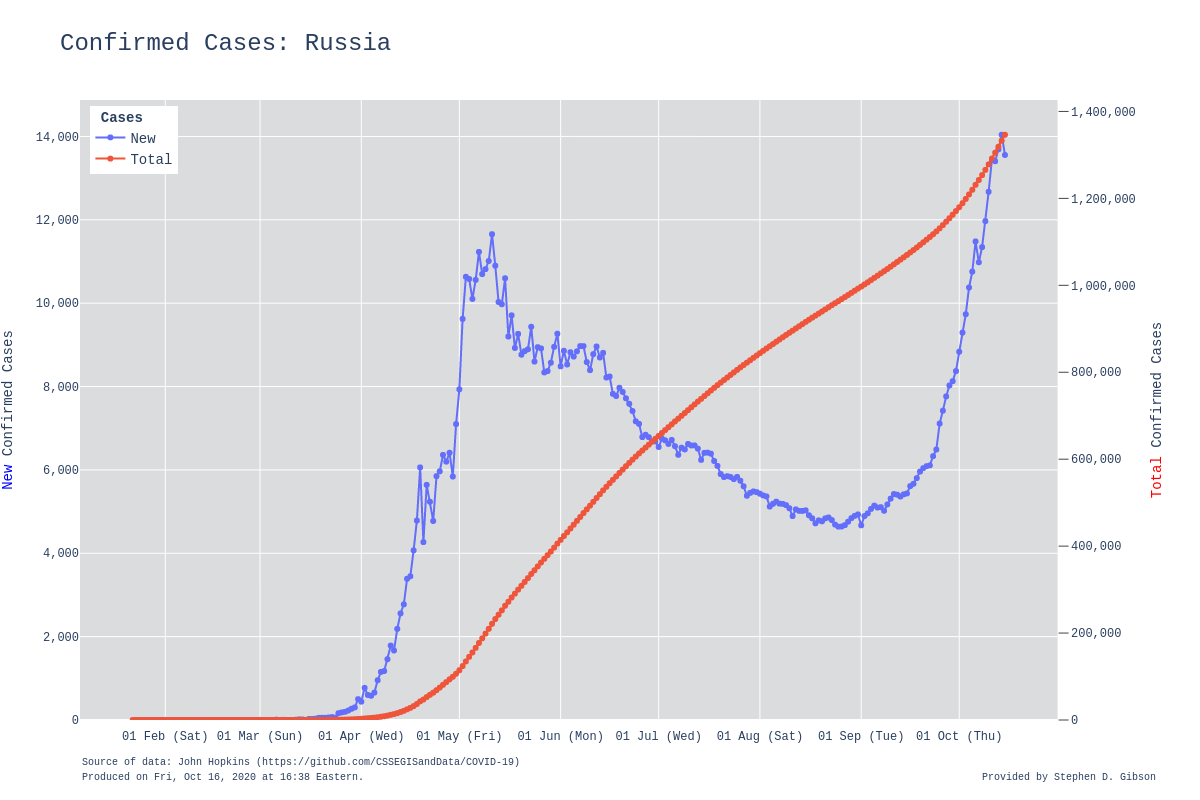 Confirmed Cases: Russia
Cases
New
Total
14,000
12,000
10,000
8,000
6,000
4,000
2,000
0
New Confirmed Cases
1,400,000
1,200,000
1,000,000
800,000
600,000
400,000
200,000
0
Total Confirmed Cases
01 Feb (Sat) 01 Mar (Sun) 01 Apr (Wed) 01 May (Fri) 01 Jun (Mon) 01 Jul (Wed) 01 Aug (Sat) 01 Sep (Tue) 01 Oct (Thu)
Source of data: John Hopkins (https://github.com/CSSEGISandData/COVID-19)
Produced on Fri, Oct 16, 2020 at 16:38 Eastern.
Provided by Stephen D. Gibson